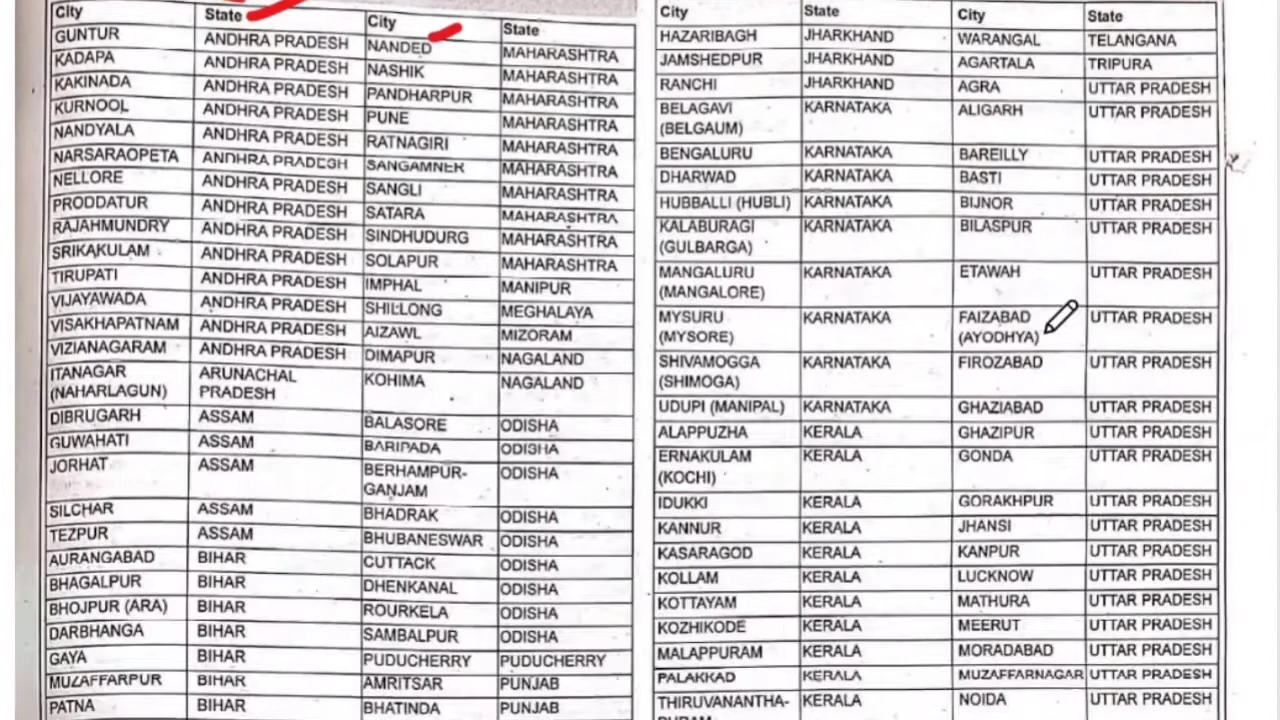 City State City State
GUNTUR ANDHRA PRADESH NANDED MAHARASHTRA
KADAPA ANDHRA PRADESH NASHIK MAHARASHTRA
KAKINADA ANDHRA PRADESH PANDHARPUR MAHARASHTRA
KURNOOL ANDHRA PRADESH PUNE MAHARASHTRA
NANDYALA ANDHRA PRADESH RATNAGIRI MAHARASHTRA
NARSARAOPETA ANDHRA PRADESH SANGAMNER MAHARASHTRA
NELLORE ANDHRA PRADESH SANGLI MAHARASHTRA
PRODDATUR ANDHRA PRADESH SATARA MAHARASHTRA
RAJAHMUNDRY ANDHRA PRADESH SINDHUDURG MAHARASHTRA
SRIKAKULAM ANDHRA PRADESH SOLAPUR MAHARASHTRA
TIRUPATI ANDHRA PRADESH IMPHAL MANIPUR
VIJAYAWADA ANDHRA PRADESH SHILLONG MEGHALAYA
VISAKHAPATNAM ANDHRA PRADESH AIZAWL MIZORAM
VIZIANAGARAM ANDHRA PRADESH DIMAPUR NAGALAND
ITANAGAR ARUNACHAL KOHIMA NAGALAND
(NAHARLAGUN) PRADESH
DIBRUGARH ASSAM BALASORE ODISHA
GUWAHATI ASSAM BARIPADA ODISHA
JORHAT ASSAM BERHAMPUR- ODISHA
GANJAM
SILCHAR ASSAM BHADRAK ODISHA
TEZPUR ASSAM BHUBANESWAR ODISHA
AURANGABAD BIHAR CUTTACK ODISHA
BHAGALPUR BIHAR DHENKANAL ODISHA
BHOJPUR (ARA) BIHAR ROURKELA ODISHA
DARBHANGA BIHAR SAMBALPUR ODISHA
GAYA BIHAR PUDUCHERRY PUDUCHERRY
MUZAFFARPUR BIHAR AMRITSAR PUNJAB
PATNA BIHAR BHATINDA PUNJAB
City State City State
HAZARIBAGH JHARKHAND WARANGAL TELANGANA
JAMSHEDPUR JHARKHAND AGARTALA TRIPURA
RANCHI JHARKHAND AGRA UTTAR PRADESH
BELAGAVI KARNATAKA ALIGARH UTTAR PRADESH
(BELGAUM)
BENGALURU KARNATAKA BAREILLY UTTAR PRADESH
DHARWAD KARNATAKA BASTI UTTAR PRADESH
HUBBALLI (HUBLI) KARNATAKA BIJNOR UTTAR PRADESH
KALABURAGI KARNATAKA BILASPUR UTTAR PRADESH
(GULBARGA)
MANGALURU KARNATAKA ETAWAH UTTAR PRADESH
(MANGALORE)
MYSURU KARNATAKA FAIZABAD UTTAR PRADESH
(MYSORE) (AYODHYA)
SHIVAMOGGA KARNATAKA FIROZABAD UTTAR PRADESH
(SHIMOGA)
UDUPI (MANIPAL) KARNATAKA GHAZIABAD UTTAR PRADESH
ALAPPUZHA KERALA GHAZIPUR UTTAR PRADESH
ERNAKULAM KERALA GONDA UTTAR PRADESH
(KOCHI)
IDUKKI KERALA GORAKHPUR UTTAR PRADESH
KANNUR KERALA JHANSI UTTAR PRADESH
KASARAGOD KERALA KANPUR UTTAR PRADESH
KOLLAM KERALA LUCKNOW UTTAR PRADESH
KOTTAYAM KERALA MATHURA UTTAR PRADESH
KOZHIKODE KERALA MEERUT UTTAR PRADESH
MALAPPURAM KERALA MORADABAD UTTAR PRADESH
PALAKKAD KERALA MUZAFFARNAGAR UTTAR PRADESH
THIRUVANANTHA- KERALA NOIDA UTTAR PRADESH